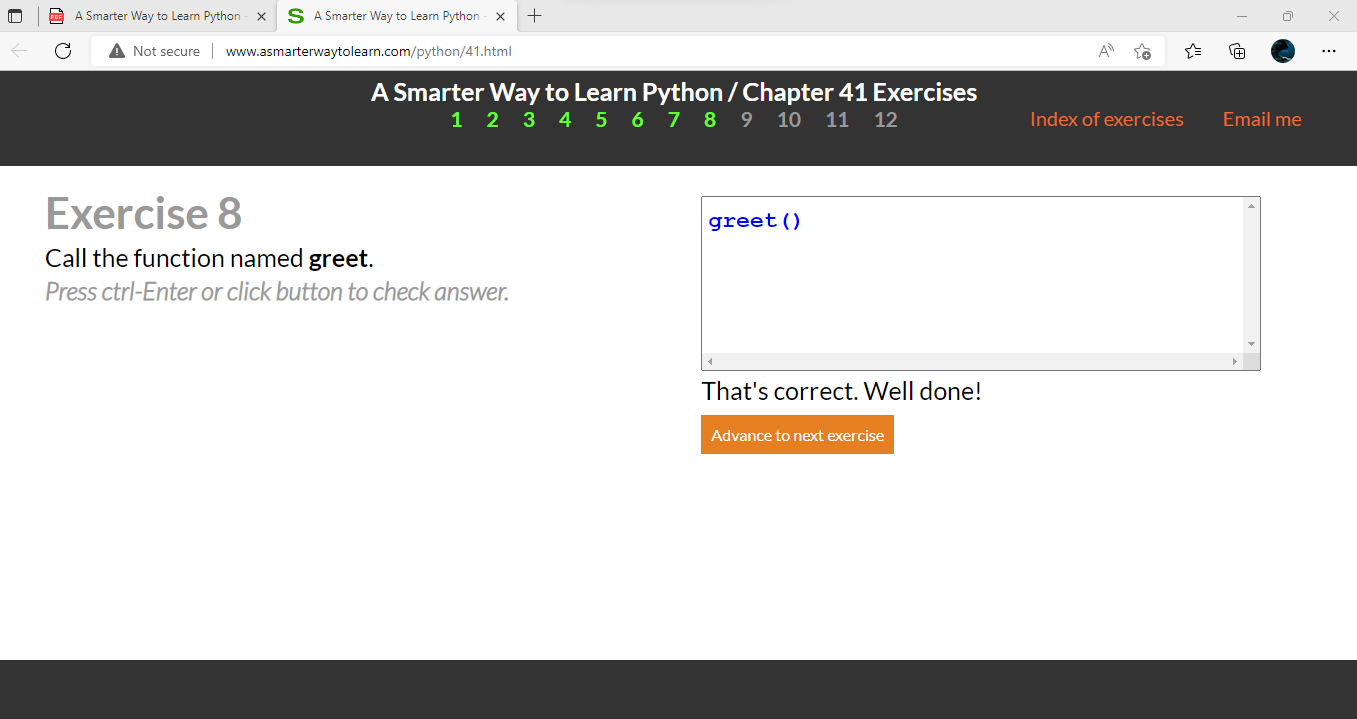 A Smarter Way to Learn Python -
A Smarter Way to Learn Python -
Not secure
www.asmarterwaytolearn.com/python/41.html
A Smarter Way to Learn Python / Chapter 41 Exercises
1 2 3 4 5 6 7 8 9 10 11 12
Index of exercises
Email me
Exercise 8
Call the function named greet.
Press ctrl-Enter or click button to check answer.
greet()
That's correct. Well done!
Advance to next exercise